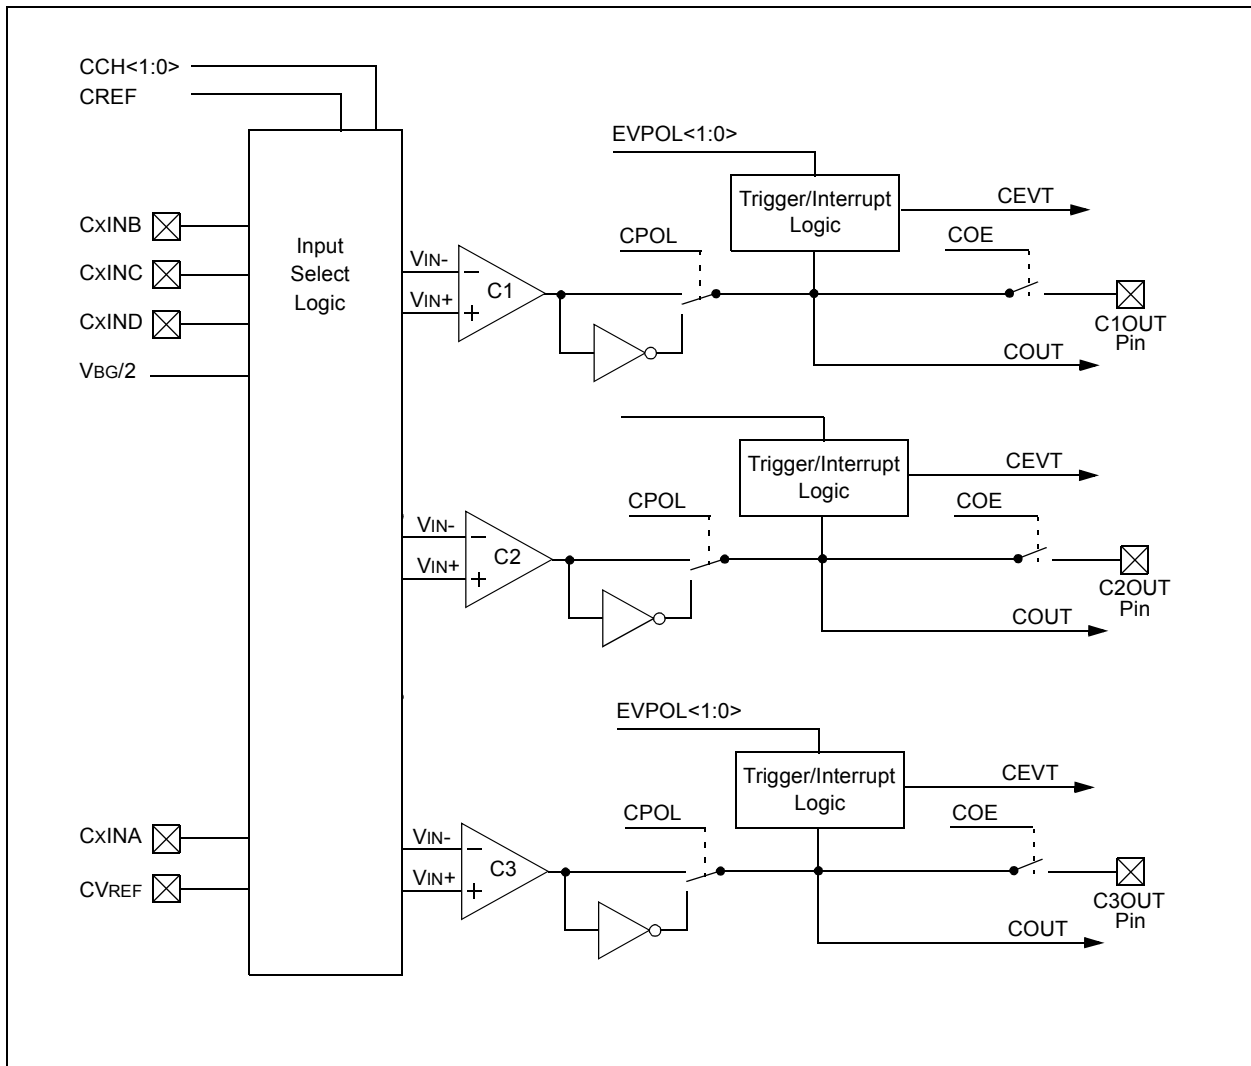 CCH<1:0>
CREF
CxINB
CxINC
CxIND
VBG/2
CxINA
CVREF
Input
Select
Logic
EVPOL<1:0>
Trigger/Interrupt
Logic
CEVT
CPOL
COE
VIN-
VIN+
−
+
C1
C1OUT
Pin
COUT
Trigger/Interrupt
Logic
CEVT
CPOL
COE
VIN-
VIN+
−
+
C2
C2OUT
Pin
COUT
EVPOL<1:0>
Trigger/Interrupt
Logic
CEVT
CPOL
COE
VIN-
VIN+
−
+
C3
C3OUT
Pin
COUT